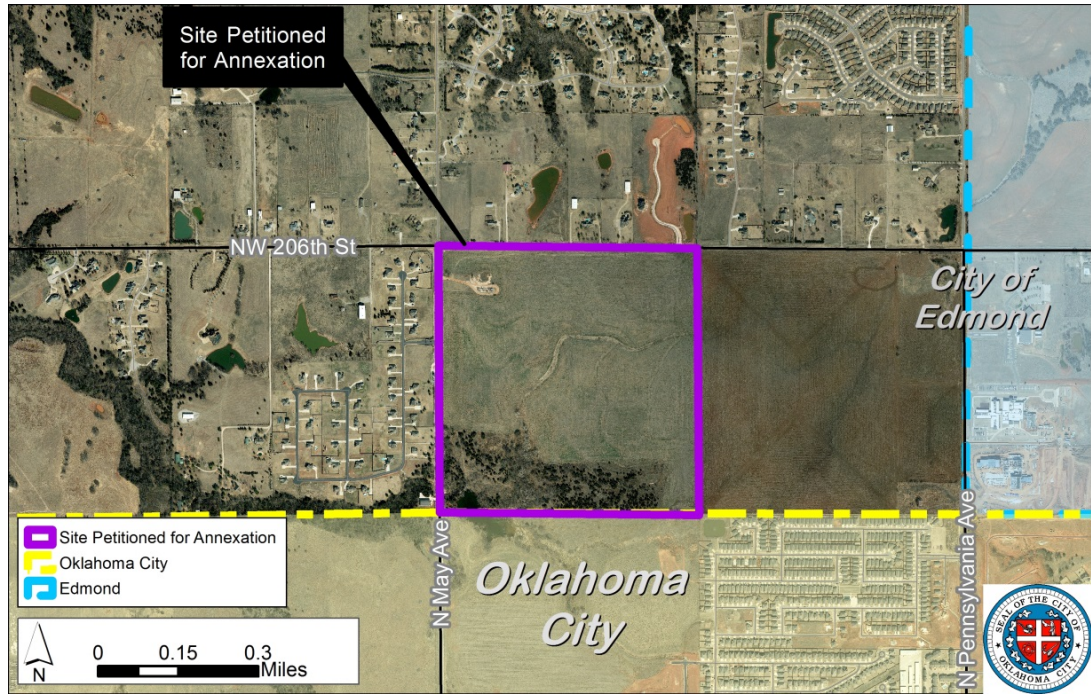 Site Petitioned
for Annexation
NW 206th St
City of
Edmond
Site Petitioned for Annexation
Oklahoma City
Edmond
N May Ave
Oklahoma
City
N Pennsylvania Ave
N
0 0.15 0.3
Miles
SEAL OF THE CITY OF
OKLAHOMA CITY